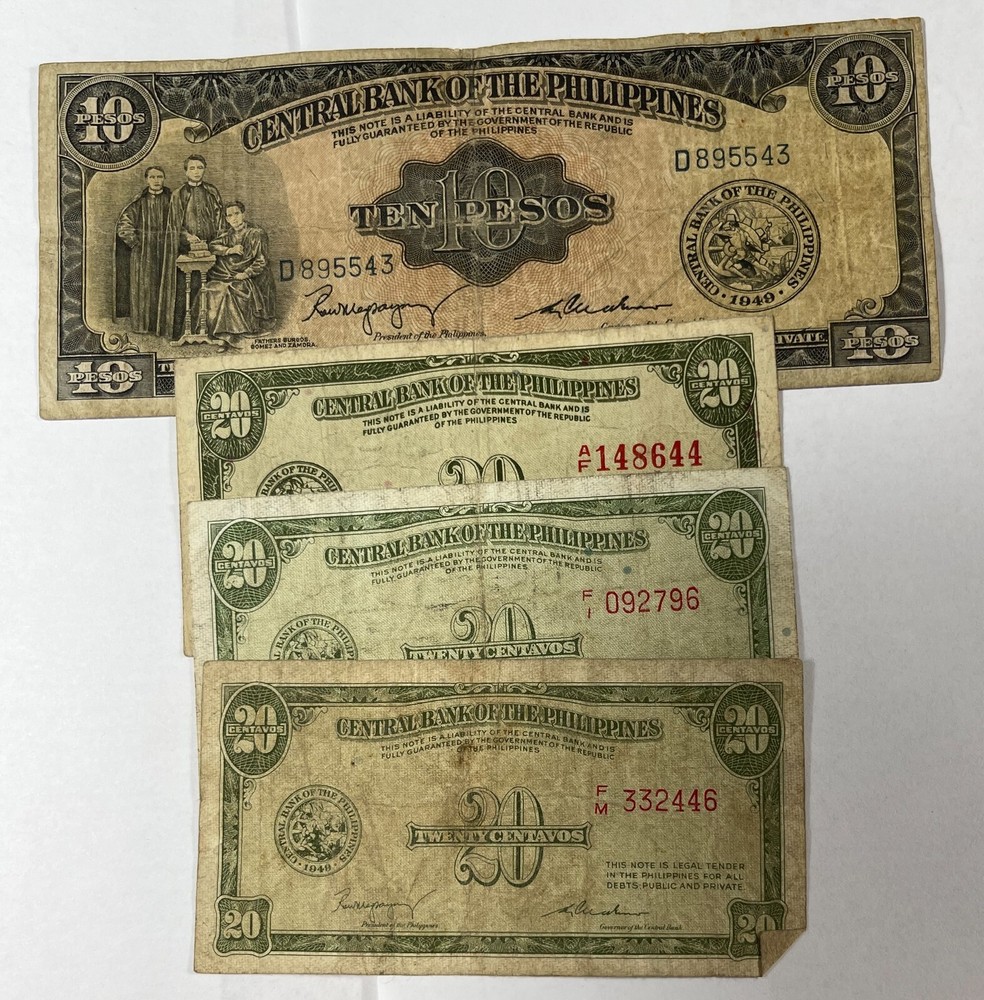 10 PESOS
10 PESOS
CENTRAL BANK OF THE PHILIPPINES
THIS NOTE IS A LIABILITY OF THE CENTRAL BANK AND IS
FULLY GUARANTEED BY THE GOVERNMENT OF THE REPUBLIC
OF THE PHILIPPINES
D895543
10
TEN PESOS
CENTRAL BANK OF THE PHILIPPINES
· 1949 ·
D895543
President of the Philippines.
FATHERS BURGOS
GOMEZ AND ZAMORA.
10 PESOS
10 PESOS
20 CENTAVOS
20 CENTAVOS
CENTRAL BANK OF THE PHILIPPINES
THIS NOTE IS A LIABILITY OF THE CENTRAL BANK AND IS
FULLY GUARANTEED BY THE GOVERNMENT OF THE REPUBLIC
OF THE PHILIPPINES
A/F 148644
20
20 CENTAVOS
20 CENTAVOS
CENTRAL BANK OF THE PHILIPPINES
THIS NOTE IS A LIABILITY OF THE CENTRAL BANK AND IS
FULLY GUARANTEED BY THE GOVERNMENT OF THE REPUBLIC
OF THE PHILIPPINES
F/I 092796
20
TWENTY CENTAVOS
20 CENTAVOS
20 CENTAVOS
CENTRAL BANK OF THE PHILIPPINES
THIS NOTE IS A LIABILITY OF THE CENTRAL BANK AND IS
FULLY GUARANTEED BY THE GOVERNMENT OF THE REPUBLIC
OF THE PHILIPPINES
F/M 332446
CENTRAL BANK OF THE PHILIPPINES
· 1949 ·
20
TWENTY CENTAVOS
THIS NOTE IS LEGAL TENDER
IN THE PHILIPPINES FOR ALL
DEBTS, PUBLIC AND PRIVATE.
President of the Philippines
Governor of the Central Bank
20
20